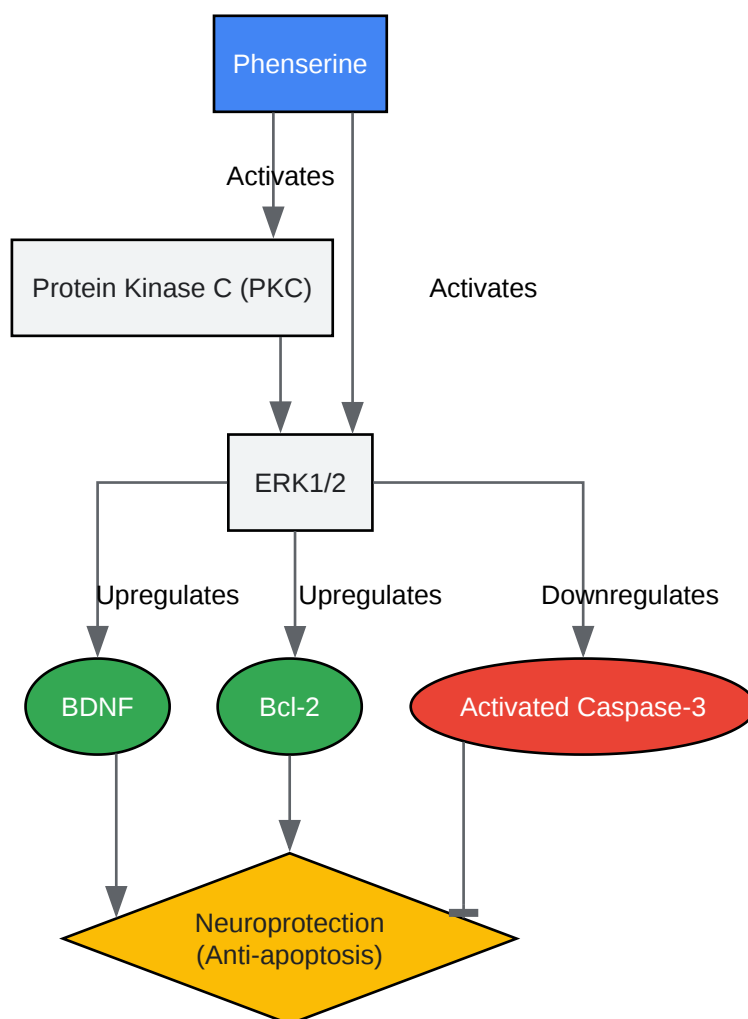 Phenserine
Activates
Protein Kinase C (PKC)
Activates
ERK1/2
Upregulates
Upregulates
Downregulates
BDNF
Bcl-2
Activated Caspase-3
Neuroprotection
(Anti-apoptosis)